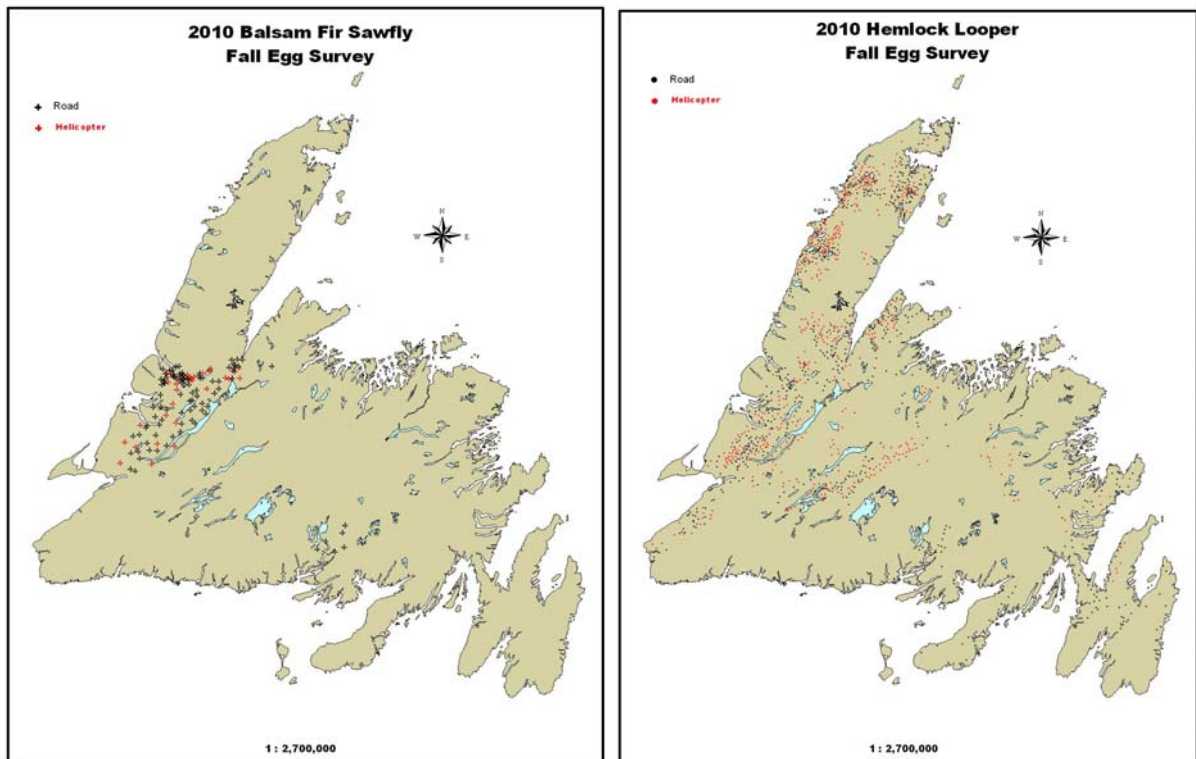 2010 Balsam Fir Sawfly
Fall Egg Survey
Road
Helicopter
N
W E
S
1 : 2,700,000
2010 Hemlock Looper
Fall Egg Survey
Road
Helicopter
N
W E
S
1 : 2,700,000